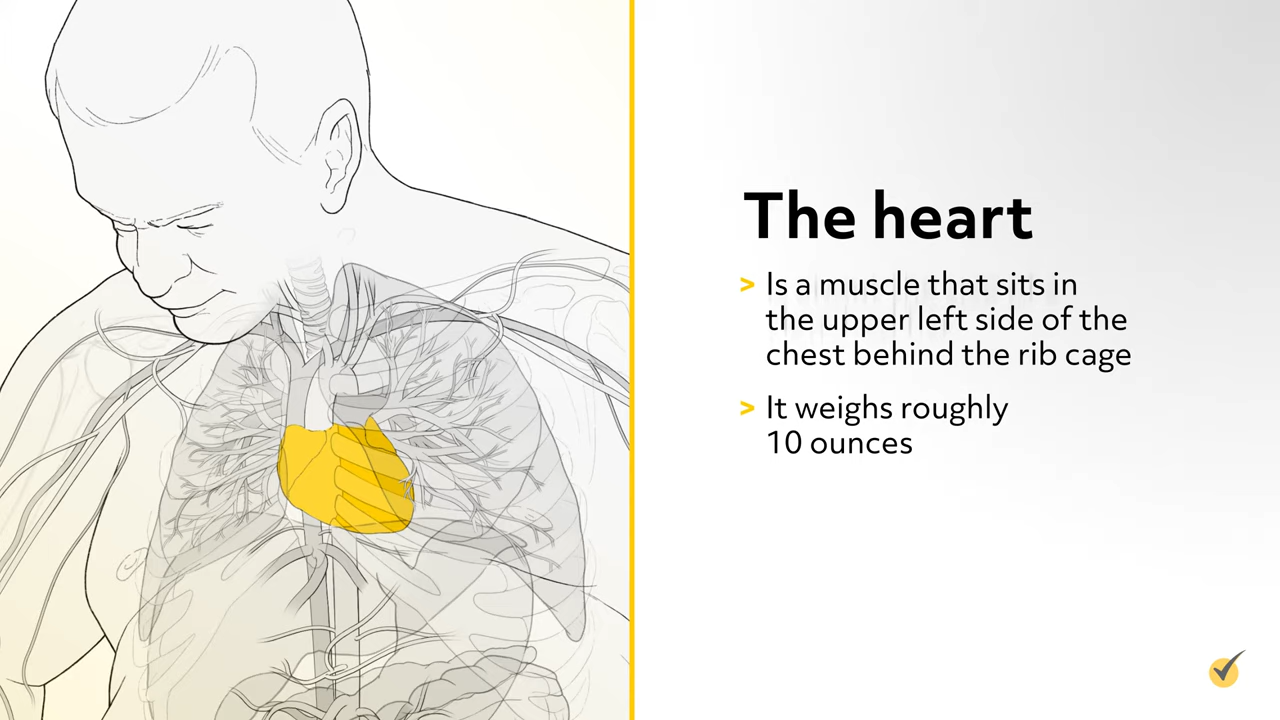 The heart
> Is a muscle that sits in
the upper left side of the
chest behind the rib cage
> It weighs roughly
10 ounces